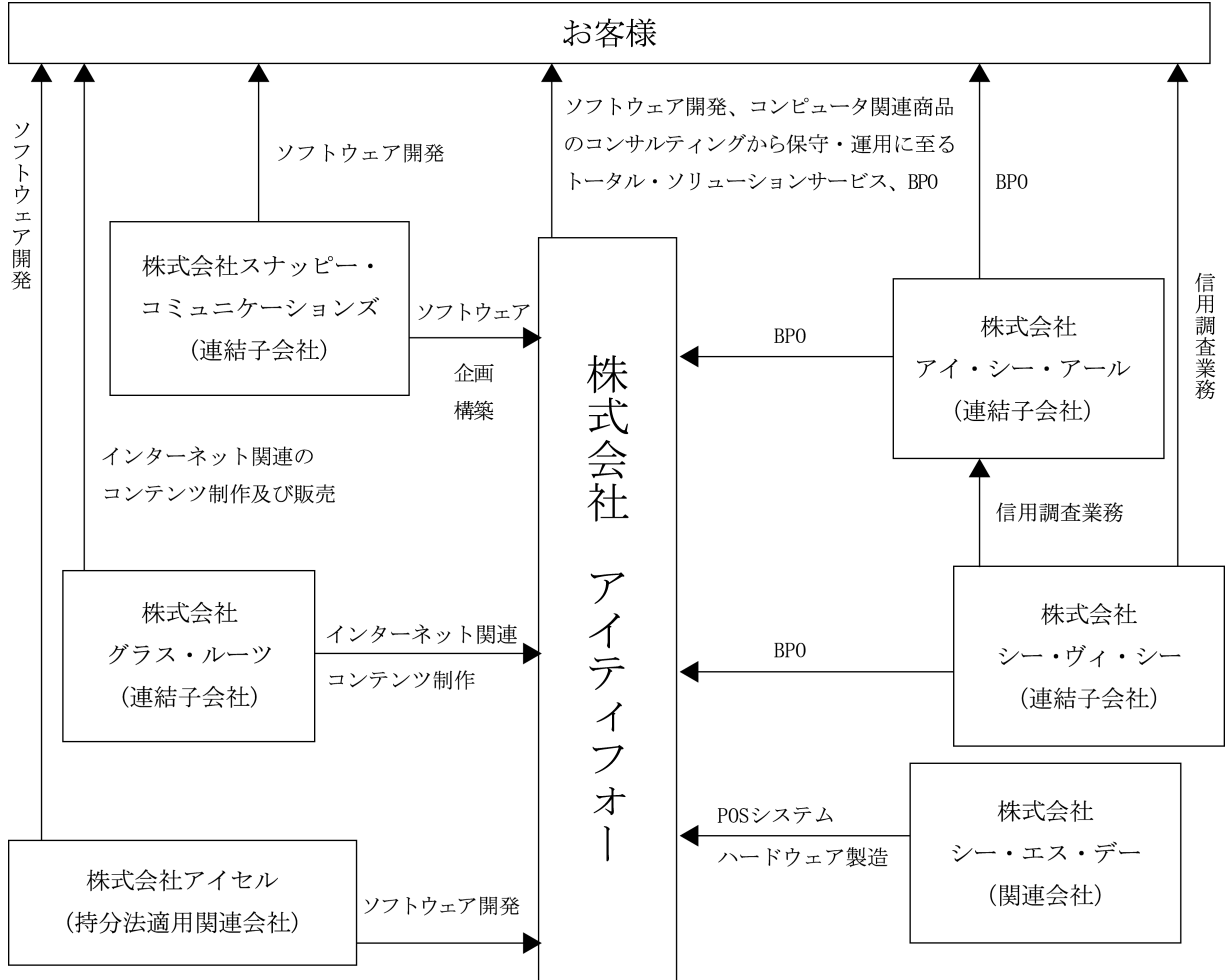 お客様
ソフトウェア開発
ソフトウェア開発
ソフトウェア開発、コンピュータ関連商品
のコンサルティングから保守・運用に至る
トータル・ソリューションサービス、BPO
BPO
信用調査業務
株式会社スナッピー・
コミュニケーションズ
(連結子会社)
ソフトウェア
企画
構築
株式会社 アイティフォー
BPO
株式会社
アイ・シー・アール
(連結子会社)
インターネット関連の
コンテンツ制作及び販売
信用調査業務
株式会社
グラス・ルーツ
(連結子会社)
インターネット関連
コンテンツ制作
BPO
株式会社
シー・ヴィ・シー
(連結子会社)
POSシステム
ハードウェア製造
株式会社
シー・エス・デー
(関連会社)
株式会社アイセル
(持分法適用関連会社)
ソフトウェア開発